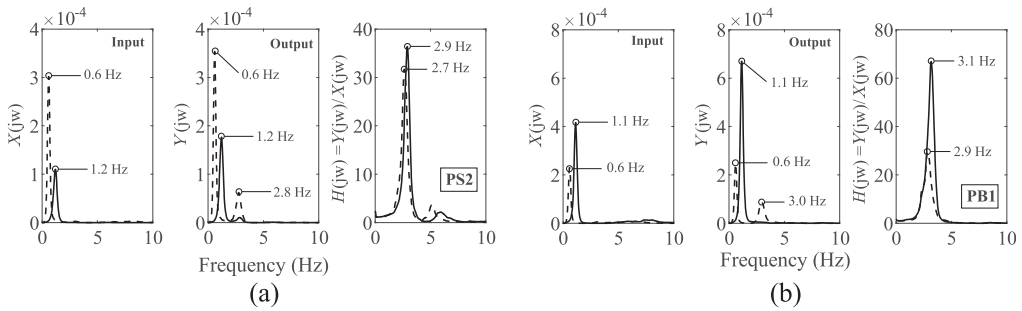 ×10⁻⁴
Input
X(jw)
4
3
2
1
0
0.6 Hz
1.2 Hz
0 5 10
×10⁻⁴
Output
Y(jw)
4
3
2
1
0
0.6 Hz
1.2 Hz
2.8 Hz
0 5 10
H(jw) =Y(jw)/X(jw)
40
30
20
10
0
2.9 Hz
2.7 Hz
PS2
0 5 10
Frequency (Hz)
(a)
×10⁻⁴
Input
X(jw)
8
6
4
2
0
1.1 Hz
0.6 Hz
0 5 10
×10⁻⁴
Output
Y(jw)
8
6
4
2
0
1.1 Hz
0.6 Hz
3.0 Hz
0 5 10
H(jw) =Y(jw)/X(jw)
80
60
40
20
0
3.1 Hz
2.9 Hz
PB1
0 5 10
Frequency (Hz)
(b)